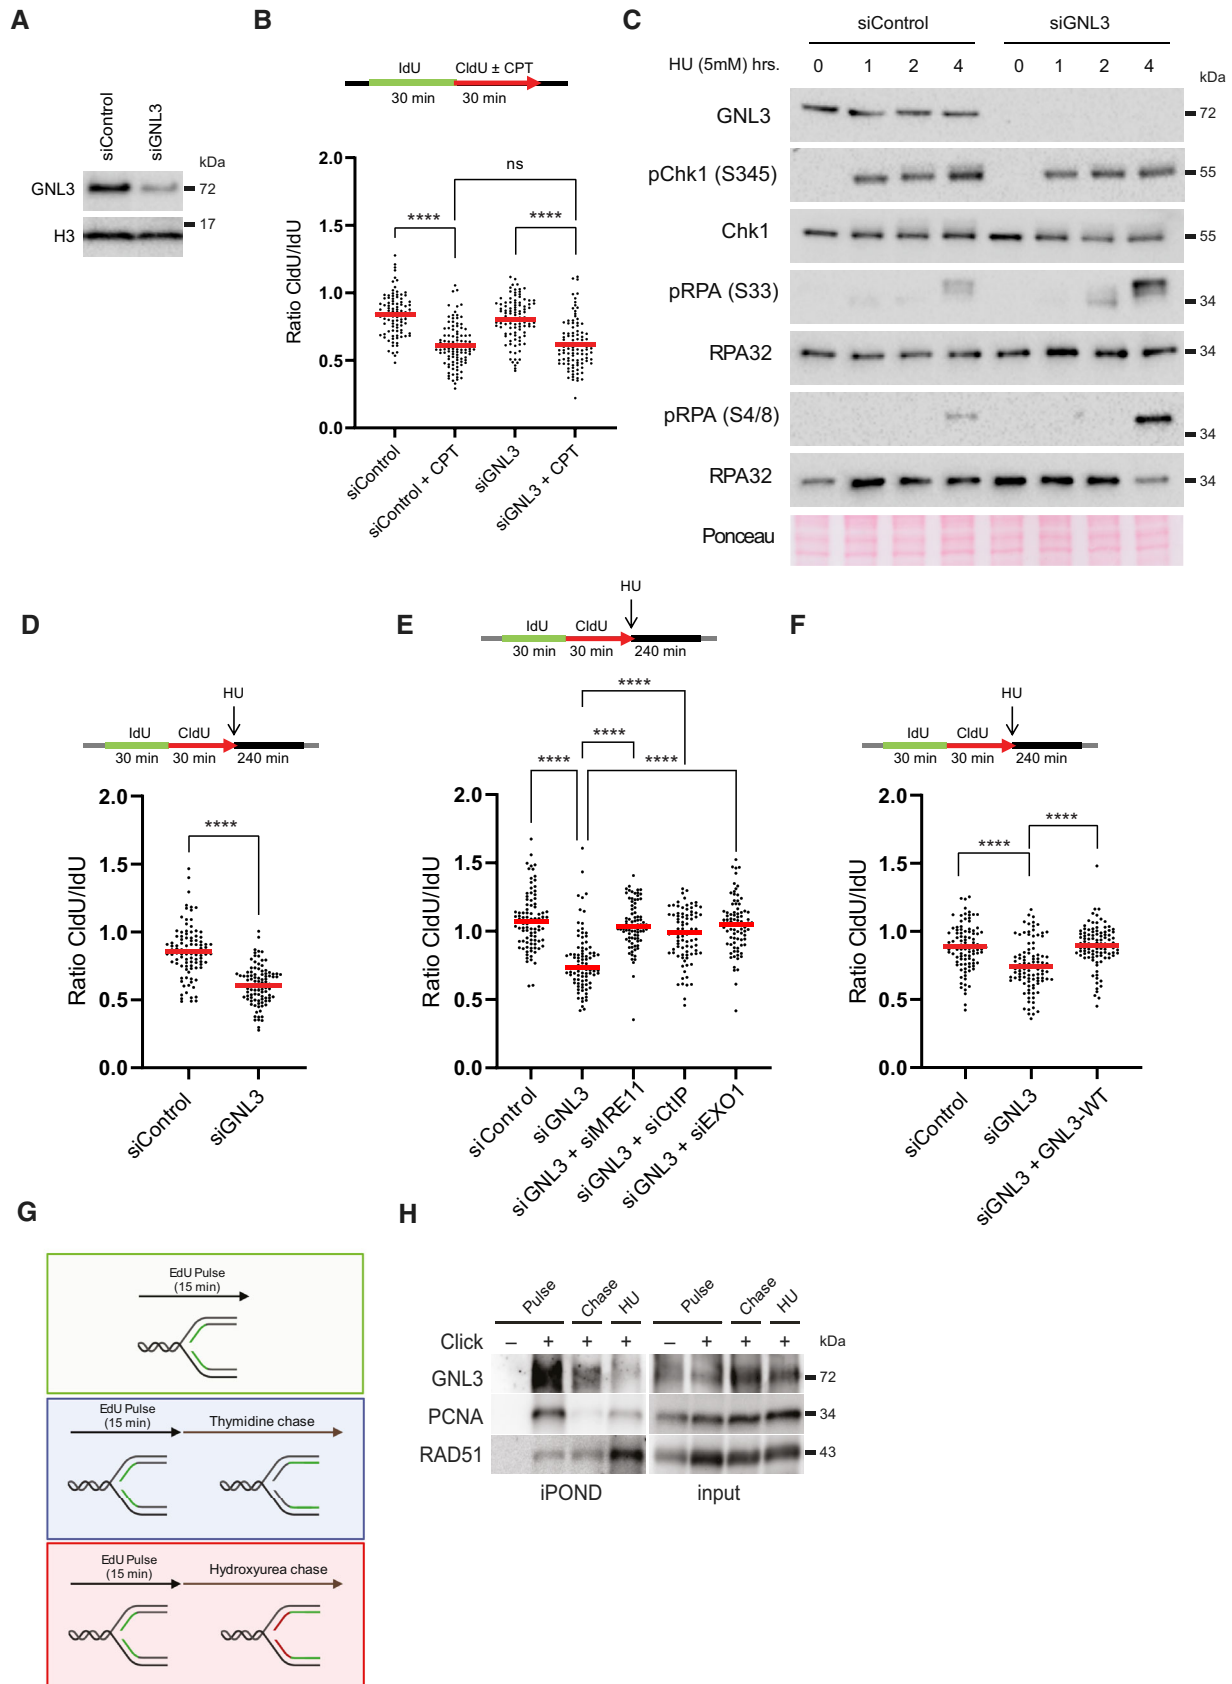 A
siControl
siGNL3
kDa
GNL3
72
17
H3
B
IdU
CldU ± CPT
30 min
30 min
ns
****
****
Ratio CldU/IdU
2.0
1.5
1.0
0.5
0.0
siControl
siControl + CPT
siGNL3
siGNL3 + CPT
C
siControl
siGNL3
HU (5mM) hrs.
0
1
2
4
0
1
2
4
kDa
GNL3
72
pChk1 (S345)
55
Chk1
55
pRPA (S33)
34
RPA32
34
pRPA (S4/8)
34
RPA32
34
Ponceau
D
HU
IdU
CldU
30 min
30 min
240 min
****
Ratio CldU/IdU
2.0
1.5
1.0
0.5
0.0
siControl
siGNL3
E
HU
IdU
CldU
30 min
30 min
240 min
****
****
****
****
Ratio CldU/IdU
2.0
1.5
1.0
0.5
0.0
siControl
siGNL3
siGNL3 + siMRE11
siGNL3 + siCtIP
siGNL3 + siEXO1
F
HU
IdU
CldU
30 min
30 min
240 min
****
****
Ratio CldU/IdU
2.0
1.5
1.0
0.5
0.0
siControl
siGNL3
siGNL3 + GNL3-WT
G
EdU Pulse
(15 min)
EdU Pulse
(15 min)
Thymidine chase
EdU Pulse
(15 min)
Hydroxyurea chase
H
Pulse
Chase
HU
Pulse
Chase
HU
Click
–
+
+
+
–
+
+
+
kDa
GNL3
72
PCNA
34
RAD51
43
iPOND
input